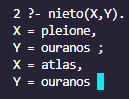 2 ?- nieto(X,Y).
X = pleione,
Y = ouranos ;
X = atlas,
Y = ouranos